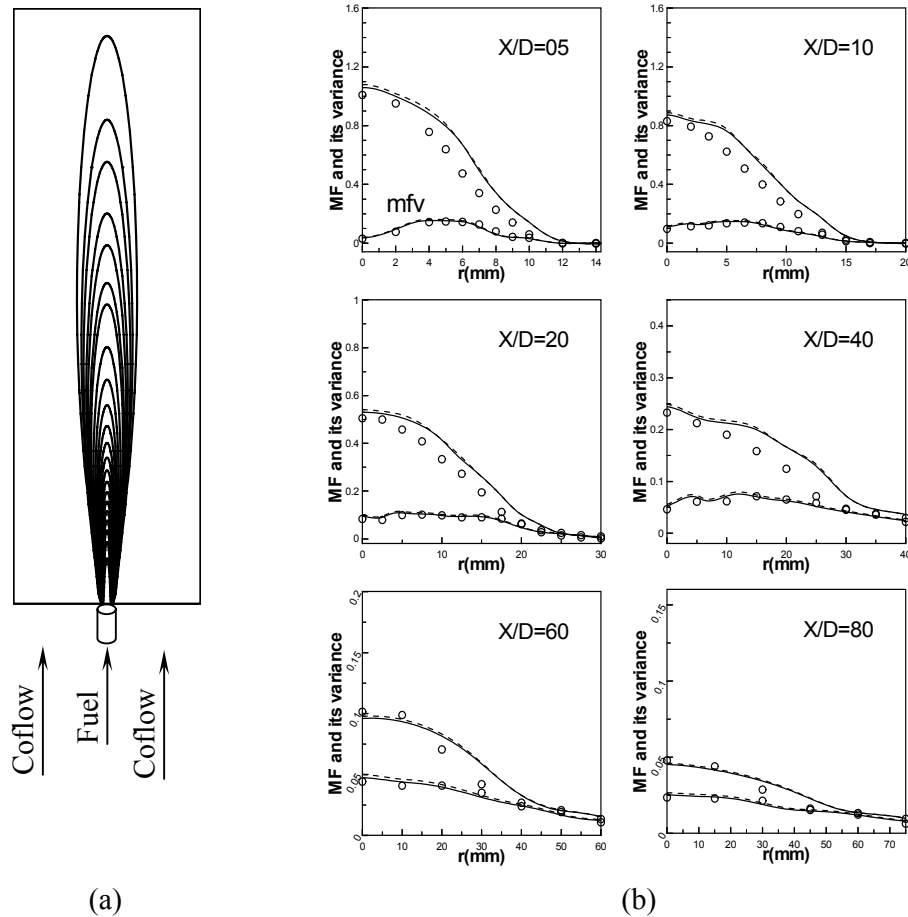 Coflow
Fuel
Coflow
(a)
X/D=05
MF and its variance
mfv
0 0.4 0.8 1.2 1.6
0 2 4 6 8 10 12 14
r(mm)
X/D=10
MF and its variance
0 0.4 0.8 1.2 1.6
0 5 10 15 20
r(mm)
X/D=20
MF and its variance
0 0.2 0.4 0.6 0.8 1
0 10 20 30
r(mm)
X/D=40
MF and its variance
0 0.1 0.2 0.3 0.4
0 10 20 30 40
r(mm)
X/D=60
MF and its variance
0 0.05 0.1 0.15 0.2
0 10 20 30 40 50 60
r(mm)
X/D=80
MF and its variance
0 0.05 0.1 0.15
0 15 30 45 60 75
r(mm)
(b)